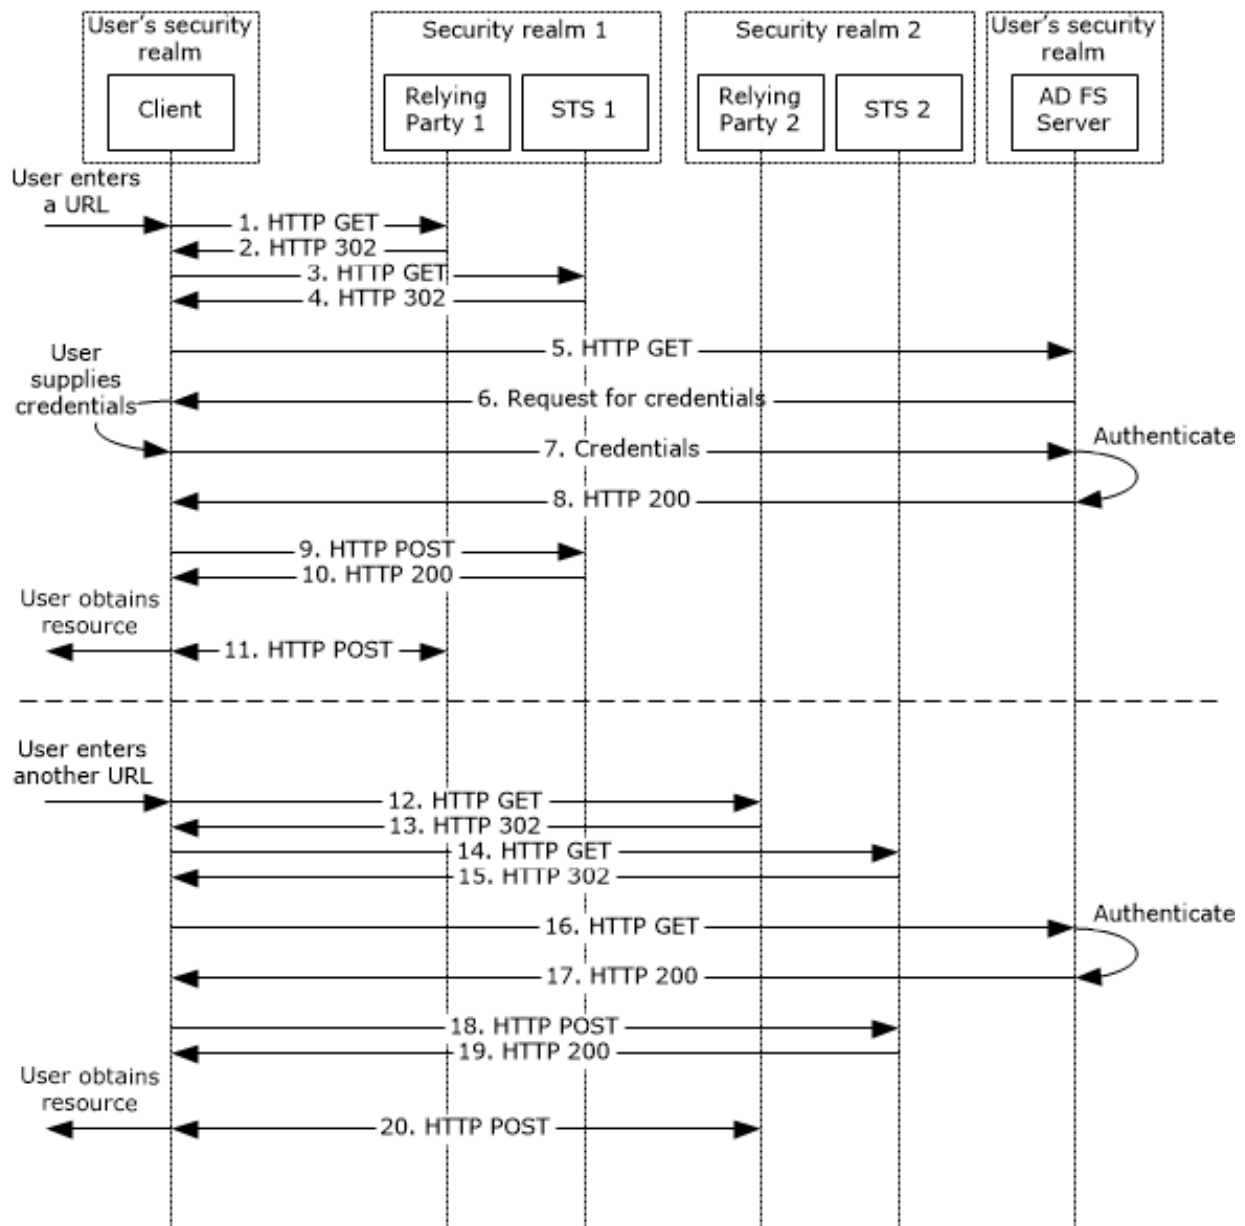 User's security
realm
Security realm 1
Security realm 2
User's security
realm
Client
Relying
Party 1
STS 1
Relying
Party 2
STS 2
AD FS
Server
User enters
a URL
1. HTTP GET
2. HTTP 302
3. HTTP GET
4. HTTP 302
5. HTTP GET
User
supplies
credentials
6. Request for credentials
7. Credentials
Authenticate
8. HTTP 200
9. HTTP POST
10. HTTP 200
User obtains
resource
11. HTTP POST
User enters
another URL
12. HTTP GET
13. HTTP 302
14. HTTP GET
15. HTTP 302
16. HTTP GET
Authenticate
17. HTTP 200
18. HTTP POST
19. HTTP 200
User obtains
resource
20. HTTP POST